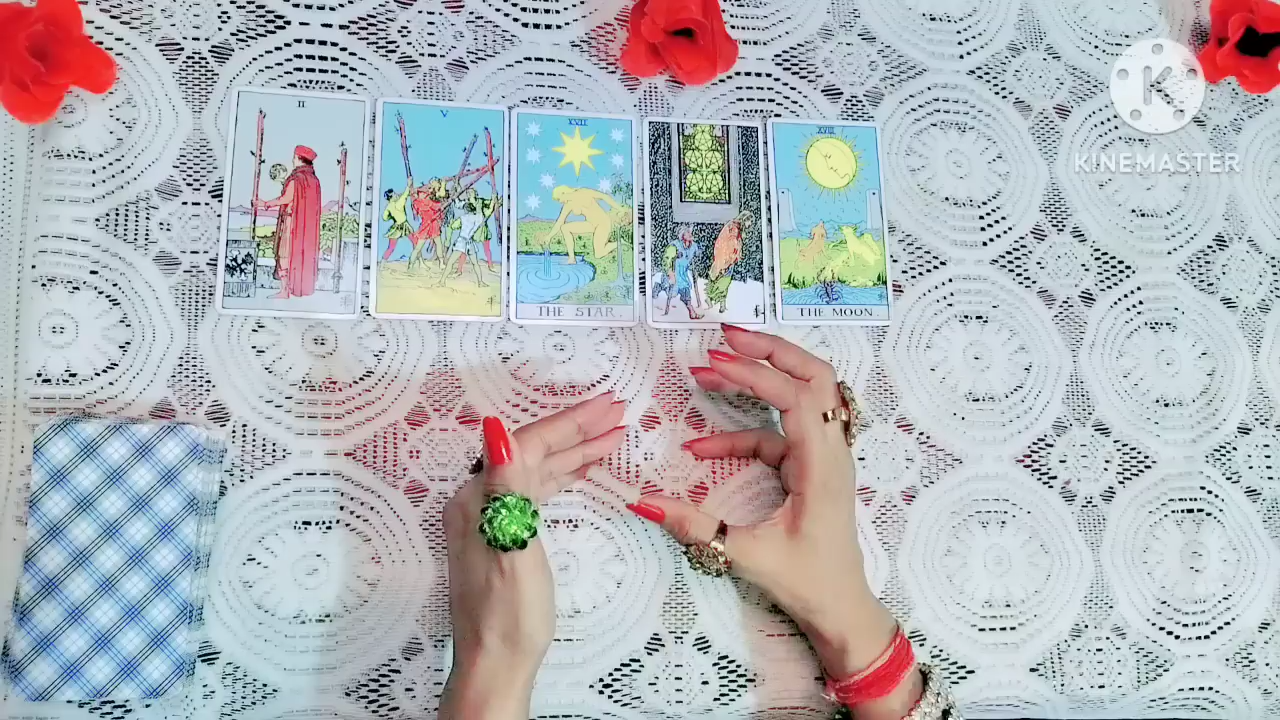 II
V
XVII
XVIII
THE STAR
THE MOON
K
KINEMASTER